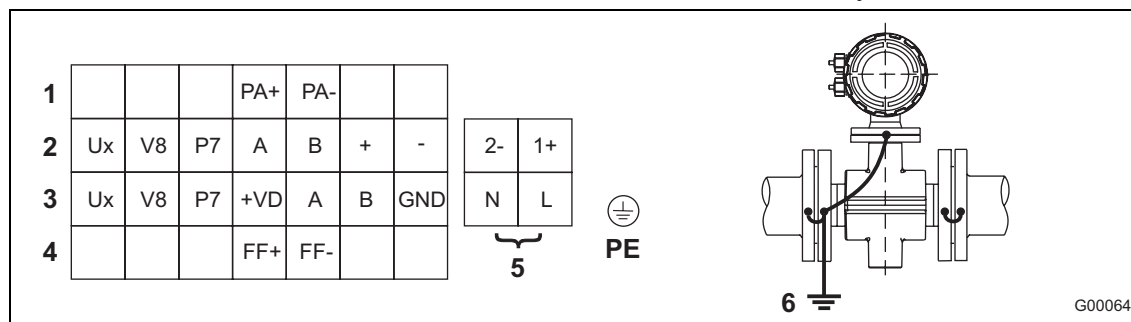 1 PA+ PA-
2 Ux V8 P7 A B + - 2- 1+
3 Ux V8 P7 +VD A B GND N L
4 FF+ FF-
5
PE
6
G00064